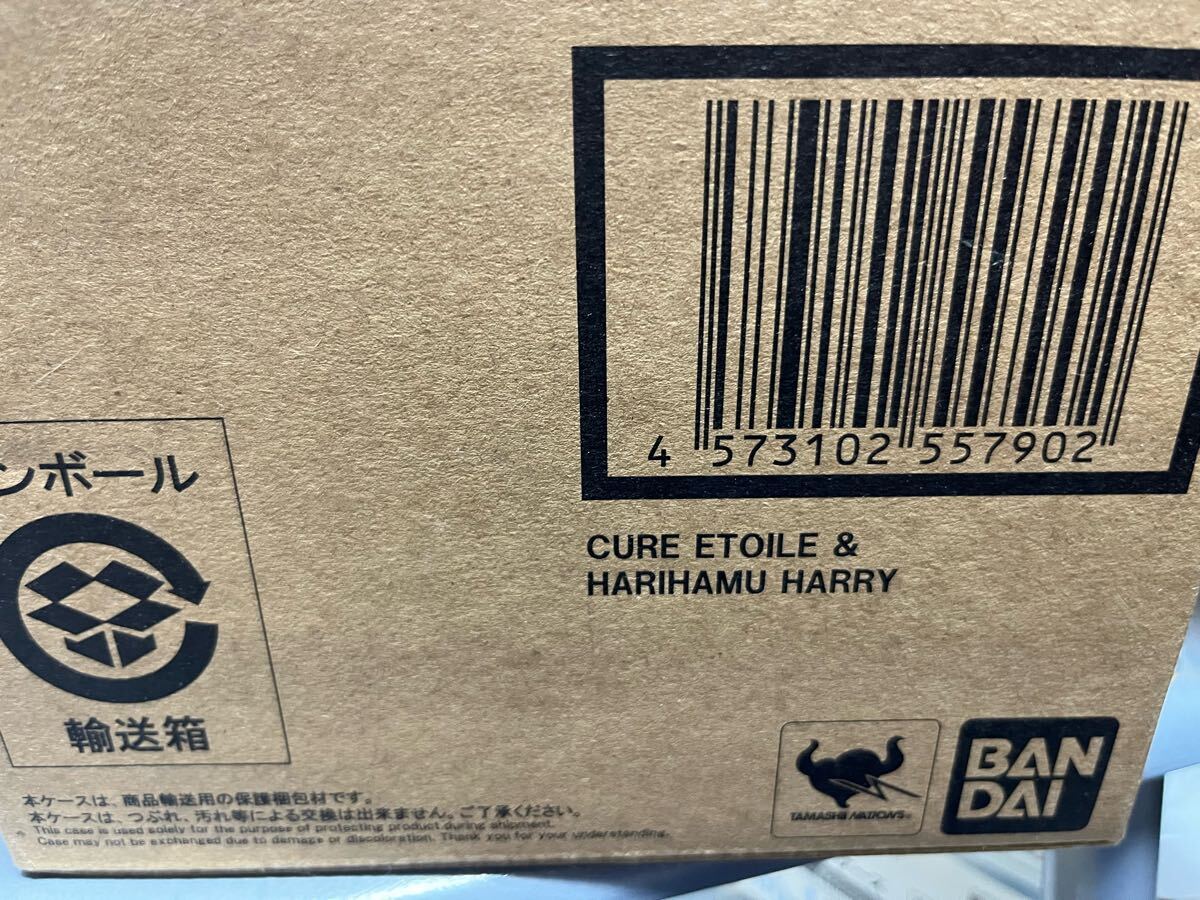 4 573102 557902
CURE ETOILE &
HARIHAMU HARRY
ンボール
輸送箱
TAMASHII NATIONS
BAN
DAI
本ケースは、商品輸送用の保護梱包材です。
本ケースは、つぶれ、汚れ等による交換は出来ません。ご了承ください。
This case is used solely for the purpose of protecting product during shipment.
Case may not be exchanged due to damage or discoloration. Thank you for your understanding.